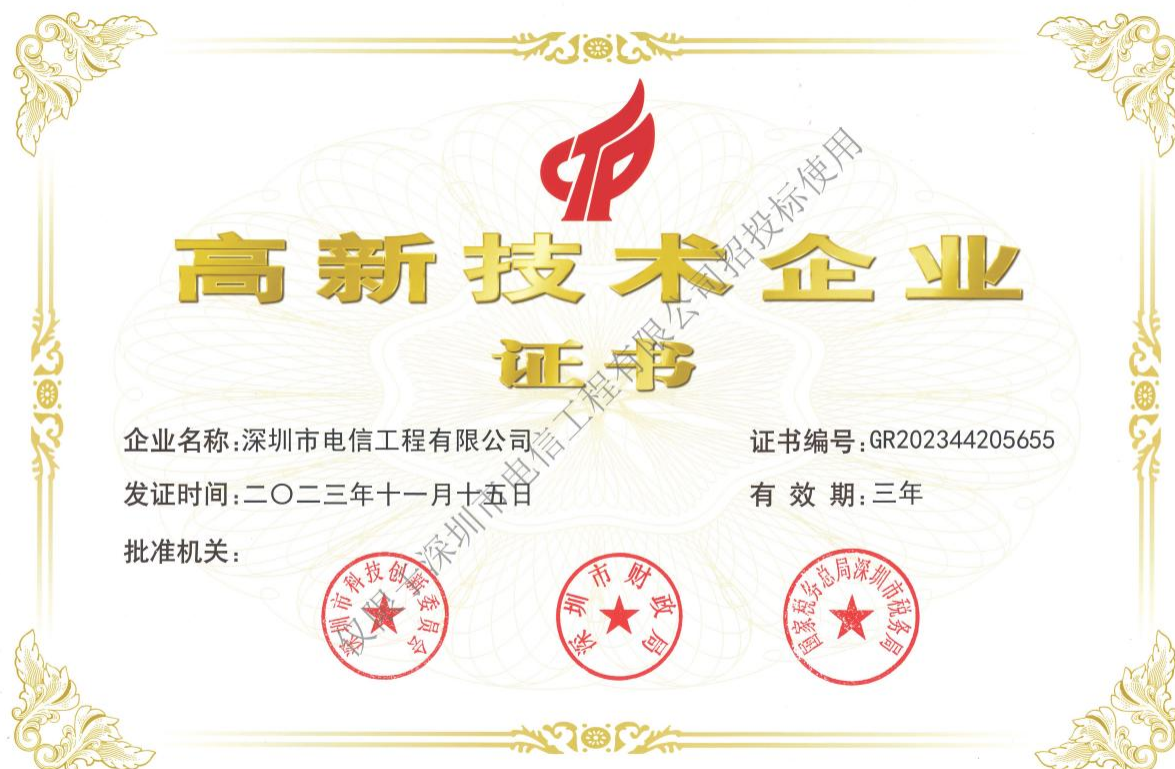 高新技术企业
证书
企业名称:深圳市电信工程有限公司
证书编号:GR202344205655
发证时间:二〇二三年十一月十五日
有效期:三年
批准机关:
深圳市科技创新委员会
深圳市财政局
国家税务总局深圳市税务局
仅限于深圳市电信工程有限公司招投标使用